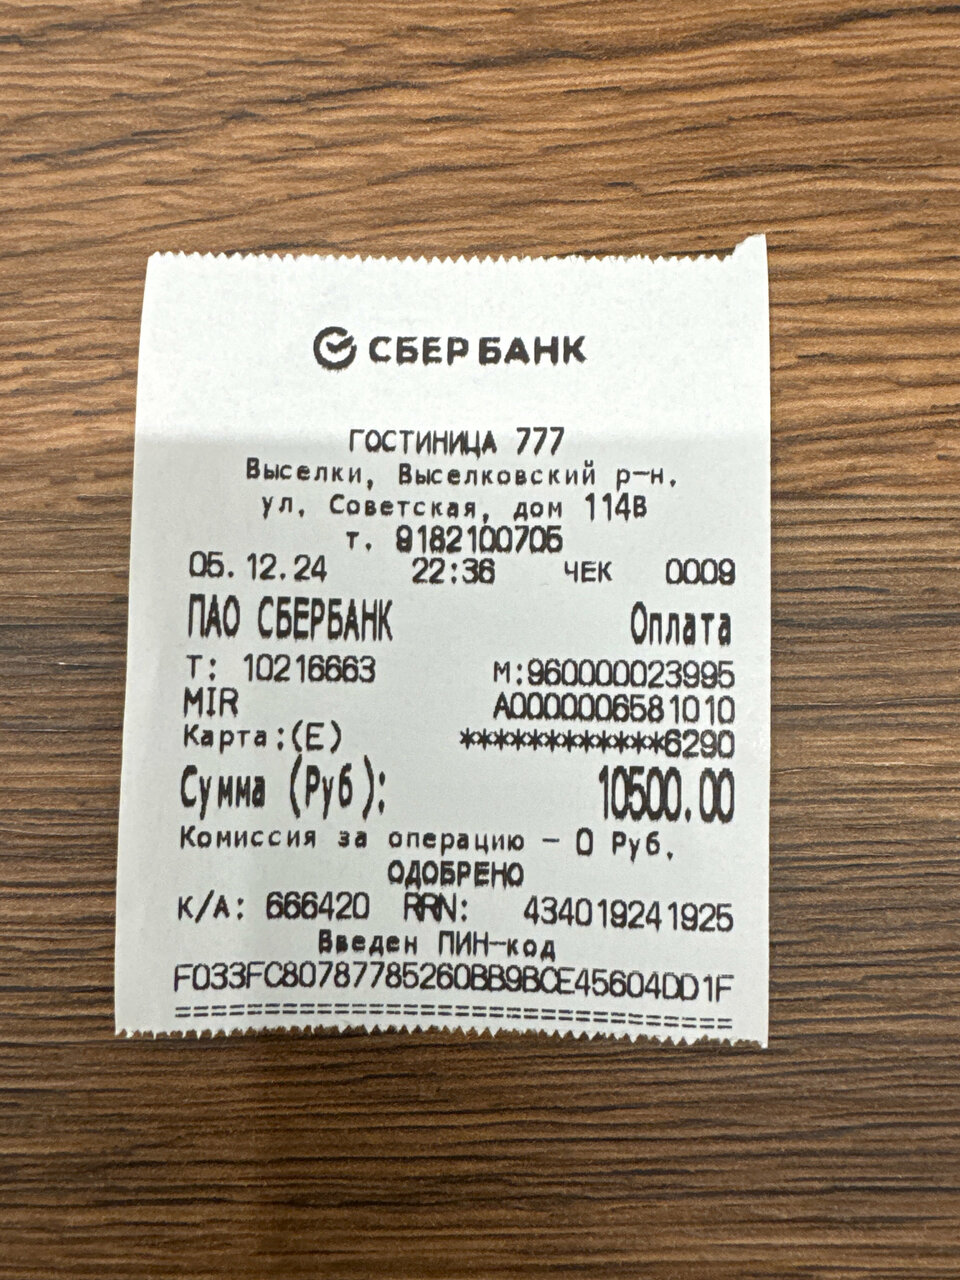 СБЕР БАНК
ГОСТИНИЦА 777
Выселки, Выселковский р-н.
ул. Советская, дом 114В
т. 9182100705
05.12.24 22:36 ЧЕК 0009
ПАО СБЕРБАНК Оплата
Т: 10216663 М:960000023995
MIR A0000006581010
Карта:(E) ************6290
Сумма (Руб): 10500.00
Комиссия за операцию – 0 Руб.
ОДОБРЕНО
К/А: 666420 RRN: 434019241925
Введен ПИН-код
F033FC80787785260BB9BCE45604DD1F
================================